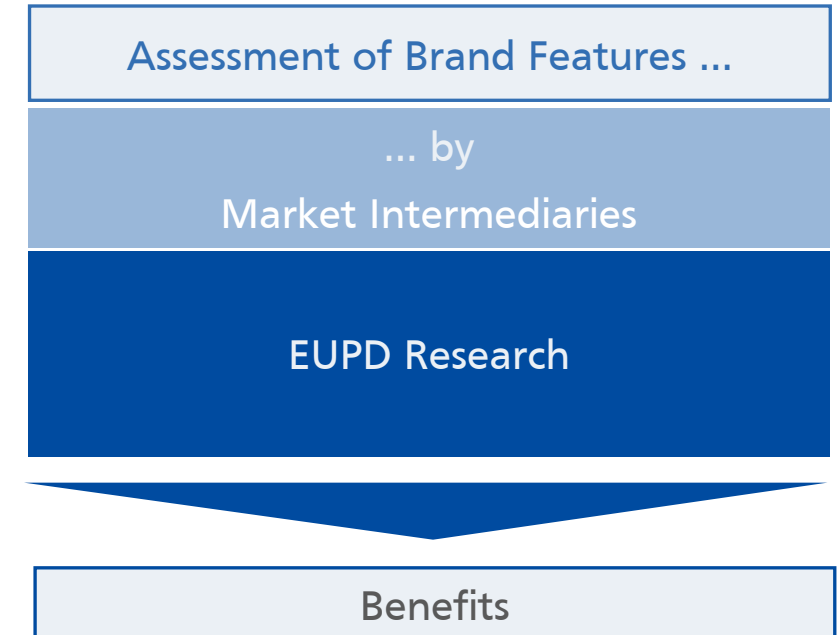 Assessment of Brand Features ...
... by
Market Intermediaries
EUPD Research
Benefits